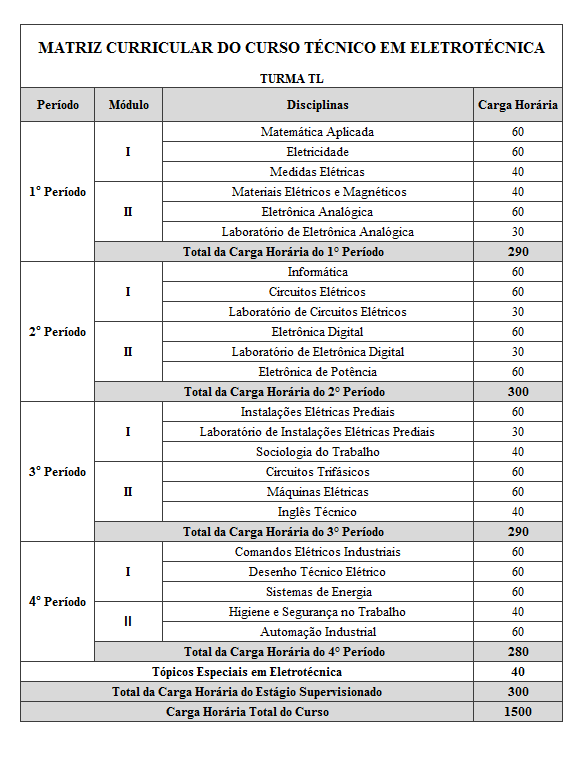 MATRIZ CURRICULAR DO CURSO TÉCNICO EM ELETROTÉCNICA
TURMA TL
Período Módulo Disciplinas Carga Horária
1° Período
I
Matemática Aplicada 60
Eletricidade 60
Medidas Elétricas 40
II
Materiais Elétricos e Magnéticos 40
Eletrônica Analógica 60
Laboratório de Eletrônica Analógica 30
Total da Carga Horária do 1° Período 290
2° Período
I
Informática 60
Circuitos Elétricos 60
Laboratório de Circuitos Elétricos 30
II
Eletrônica Digital 60
Laboratório de Eletrônica Digital 30
Eletrônica de Potência 60
Total da Carga Horária do 2° Período 300
3° Período
I
Instalações Elétricas Prediais 60
Laboratório de Instalações Elétricas Prediais 30
Sociologia do Trabalho 40
II
Circuitos Trifásicos 60
Máquinas Elétricas 60
Inglês Técnico 40
Total da Carga Horária do 3° Período 290
4° Período
I
Comandos Elétricos Industriais 60
Desenho Técnico Elétrico 60
Sistemas de Energia 60
II
Higiene e Segurança no Trabalho 40
Automação Industrial 60
Total da Carga Horária do 4° Período 280
Tópicos Especiais em Eletrotécnica 40
Total da Carga Horária do Estágio Supervisionado 300
Carga Horária Total do Curso 1500